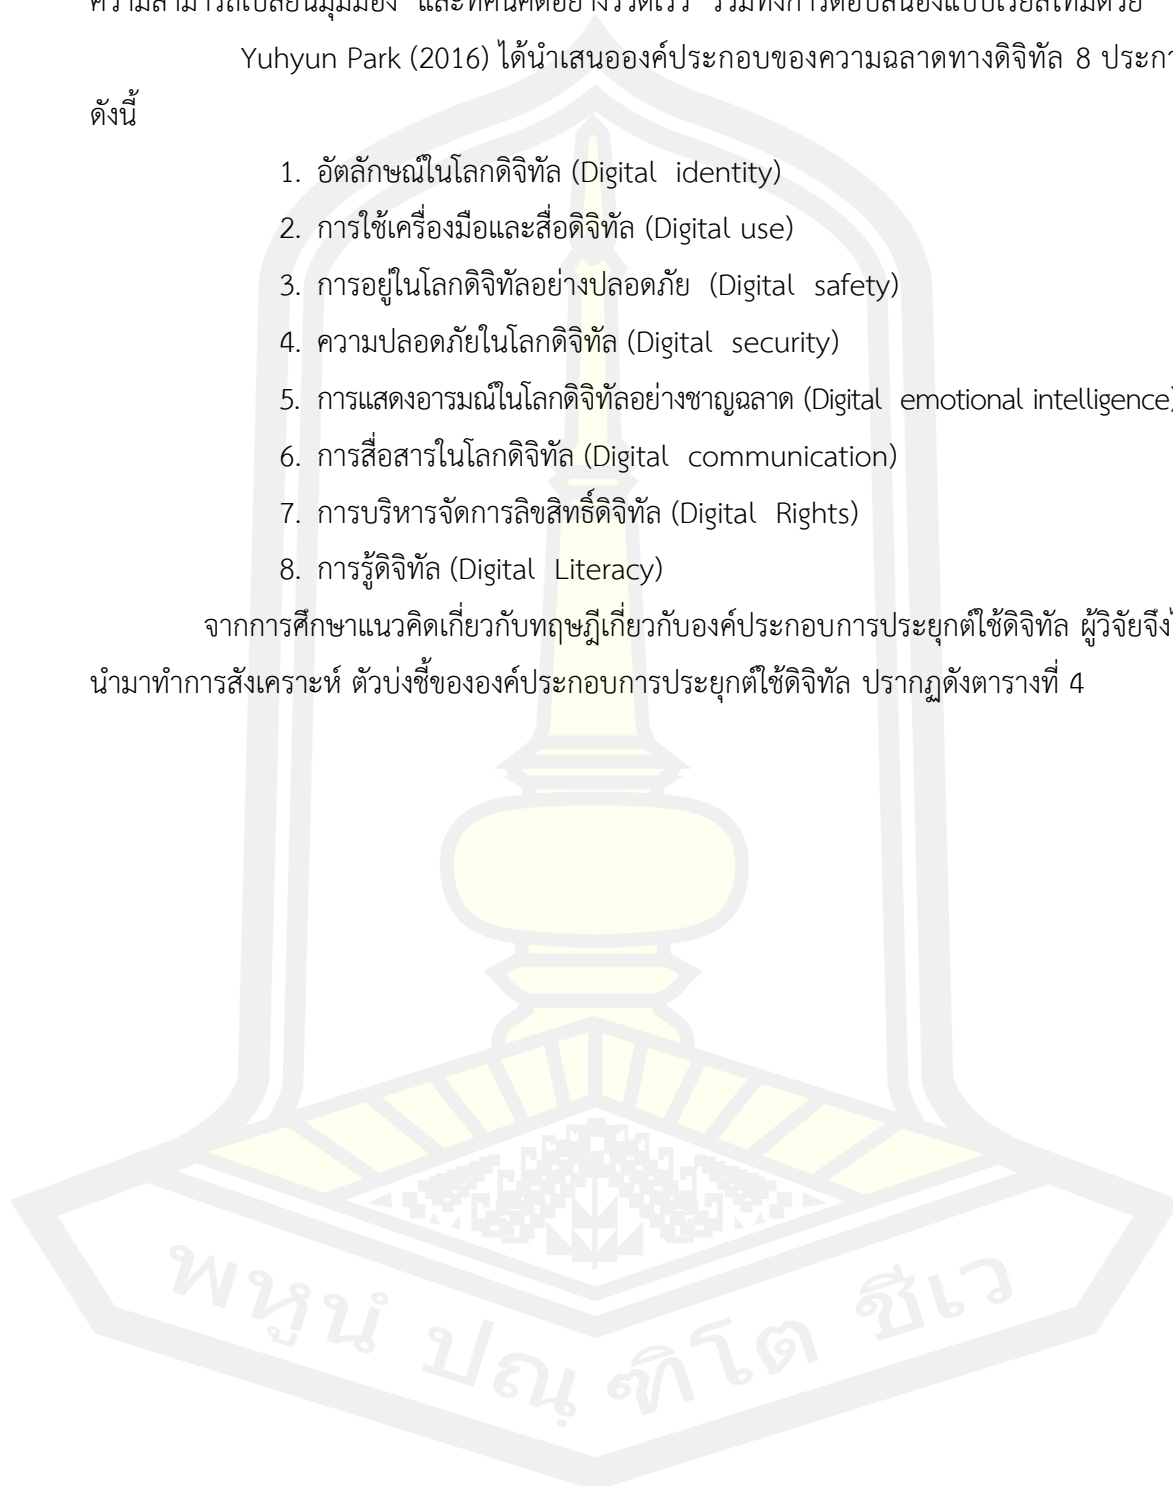 Yuhyun Park (2016) ได้นำเสนอองค์ประกอบของความฉลาดทางดิจิทัล 8
ดังนี้
1. อัตลักษณ์ในโลกดิจิทัล (Digital identity)
2. การใช้เครื่องมือและสื่อดิจิทัล (Digital use)
3. การอยู่ในโลกดิจิทัลอย่างปลอดภัย (Digital safety)
4. ความปลอดภัยในโลกดิจิทัล (Digital security)
5. การแสดงอารมณ์ในโลกดิจิทัลอย่างชาญฉลาด (Digital emotional intelligence)
6. การสื่อสารในโลกดิจิทัล (Digital communication)
7. การบริหารจัดการลิขสิทธิ์ดิจิทัล (Digital Rights)
8. การรู้ดิจิทัล (Digital Literacy)
จากการศึกษาแนวคิดเกี่ยวกับทฤษฎีเกี่ยวกับองค์ประกอบการประยุกต์ใช้ดิจิทัล ผู้วิจัยจึง
นำมาทำการสังเคราะห์ ตัวบ่งชี้ขององค์ประกอบการประยุกต์ใช้ดิจิทัล ปรากฏดังตารางที่ 4
พหูนํ ปณฺฑิโต ชีเว